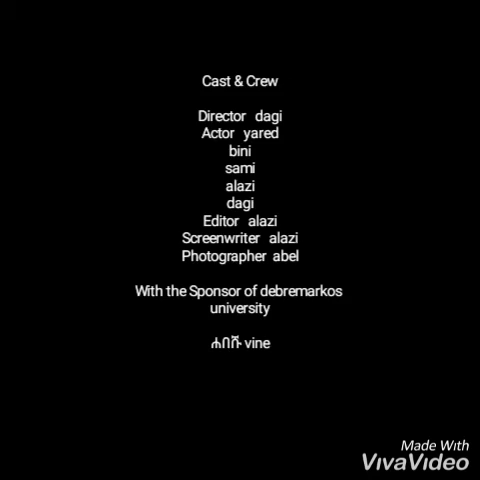 Cast & Crew
Director dagi
Actor yared
bini
sami
alazi
dagi
Editor alazi
Screenwriter alazi
Photographer abel
With the Sponsor of debremarkos
university
ሐበሿ vine
Made With
VivaVideo